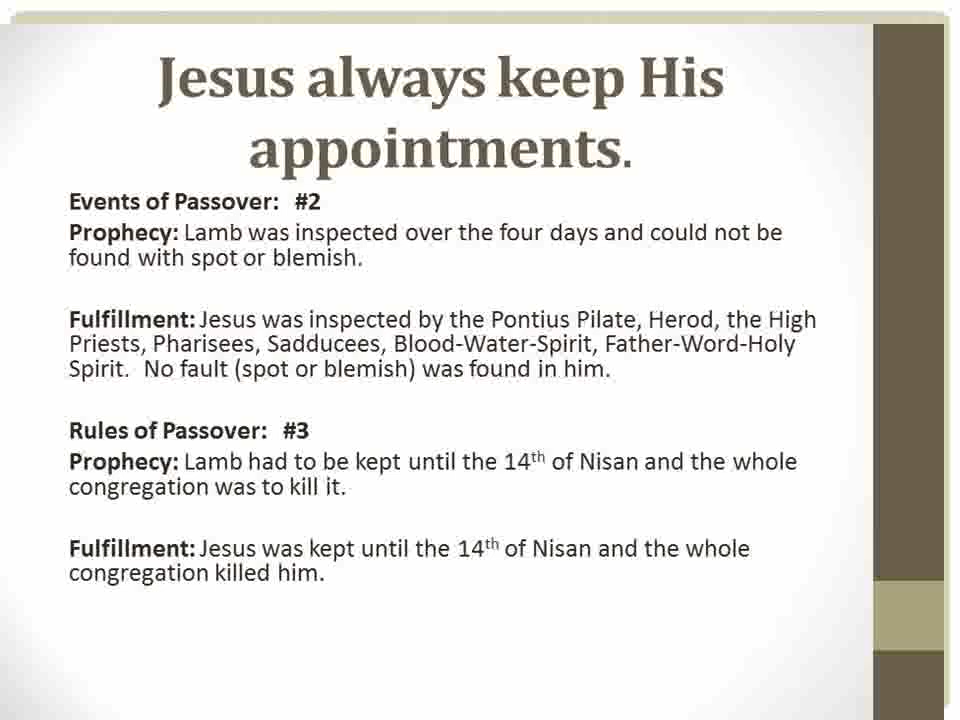 Jesus always keep His
appointments.
Events of Passover: #2
Prophecy: Lamb was inspected over the four days and could not be
found with spot or blemish.
Fulfillment: Jesus was inspected by the Pontius Pilate, Herod, the High
Priests, Pharisees, Sadducees, Blood-Water-Spirit, Father-Word-Holy
Spirit. No fault (spot or blemish) was found in him.
Rules of Passover: #3
Prophecy: Lamb had to be kept until the 14th of Nisan and the whole
congregation was to kill it.
Fulfillment: Jesus was kept until the 14th of Nisan and the whole
congregation killed him.